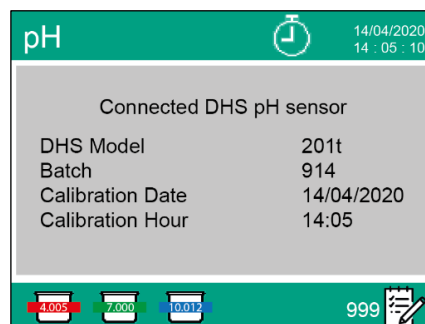 pH
14/04/2020
14 : 05 : 10
Connected DHS pH sensor
DHS Model 201t
Batch 914
Calibration Date 14/04/2020
Calibration Hour 14:05
4.005 7.000 10.012 999